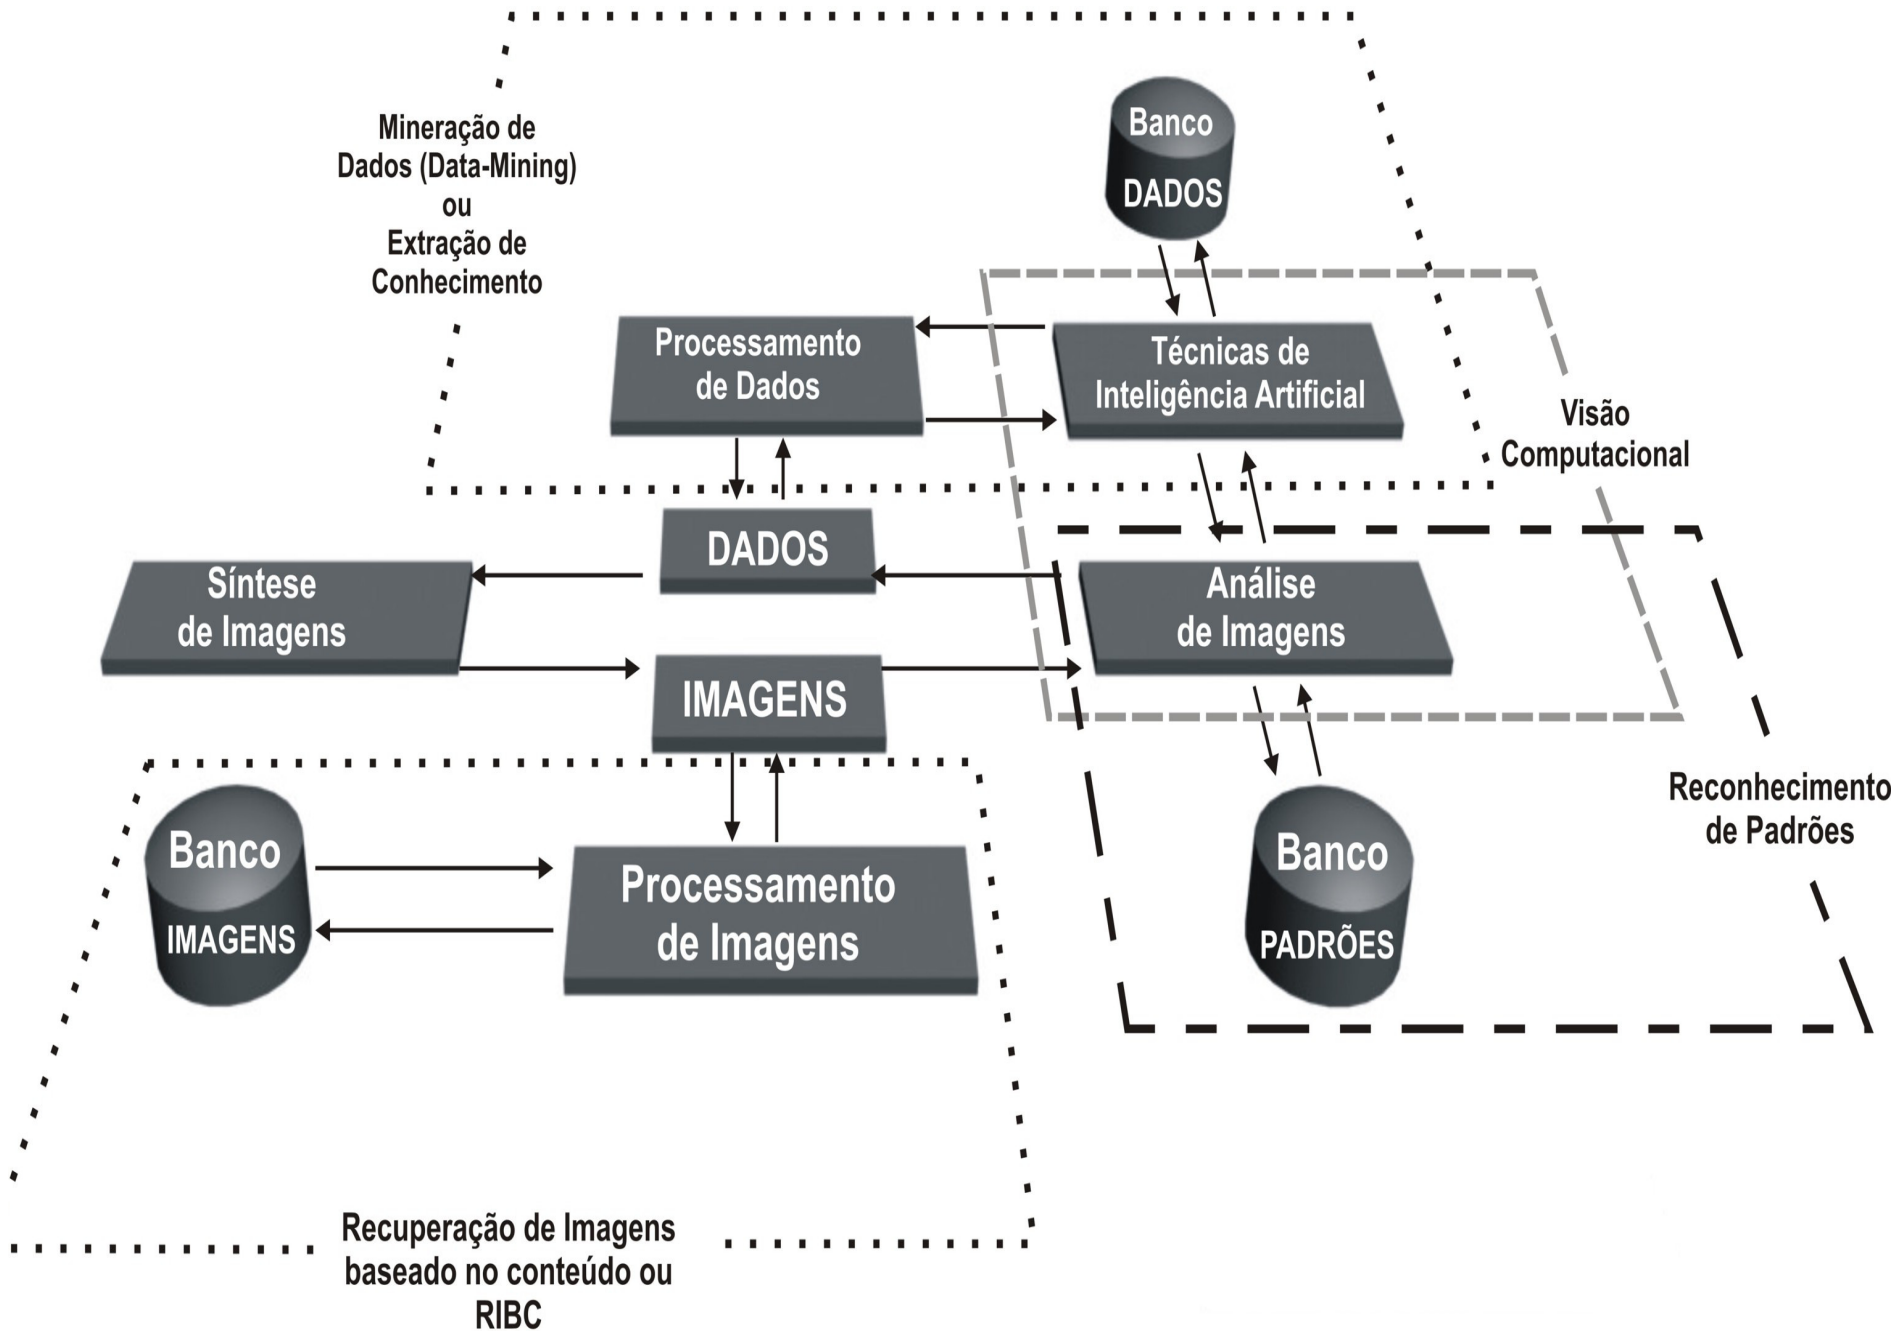 Mineração de
Dados (Data-Mining)
ou
Extração de
Conhecimento
Banco
DADOS
Processamento
de Dados
Técnicas de
Inteligência Artificial
Visão
Computacional
DADOS
Síntese
de Imagens
Análise
de Imagens
IMAGENS
Reconhecimento
de Padrões
Banco
IMAGENS
Processamento
de Imagens
Banco
PADRÕES
Recuperação de Imagens
baseado no conteúdo ou
RIBC